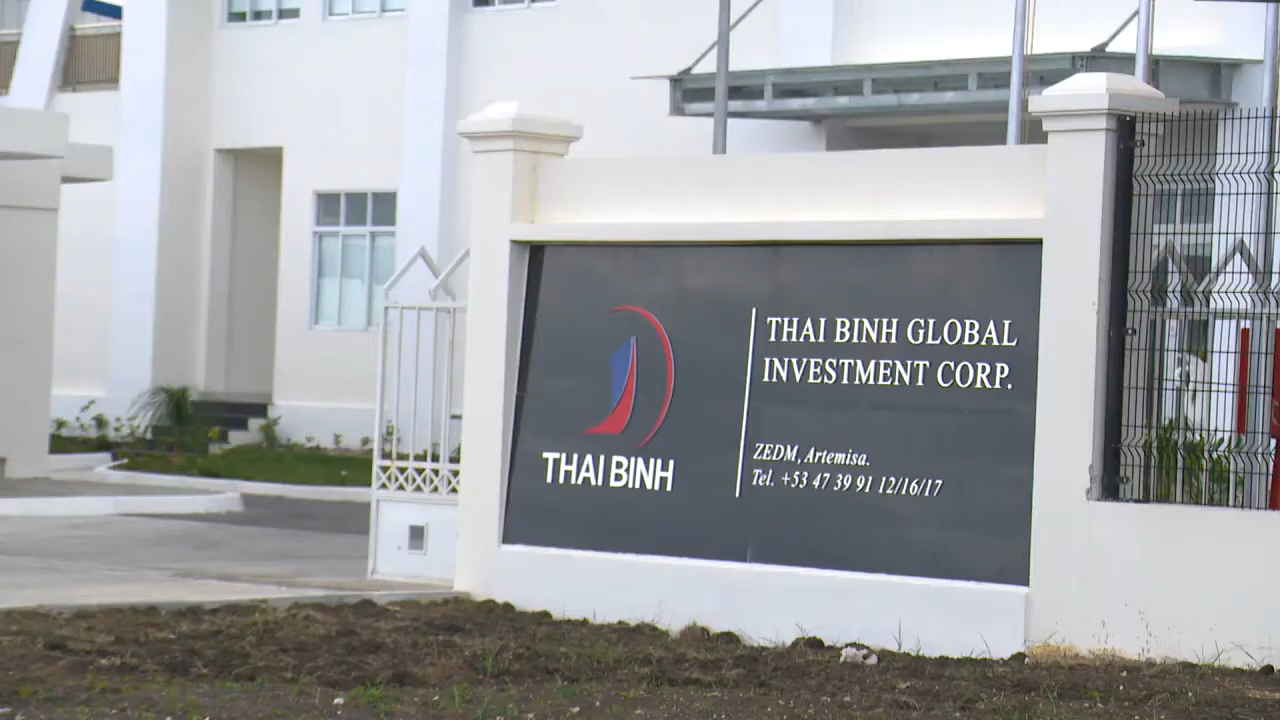 THAI BINH
THAI BINH GLOBAL
INVESTMENT CORP.
ZEDM, Artemisa.
Tel. +53 47 39 91 12/16/17